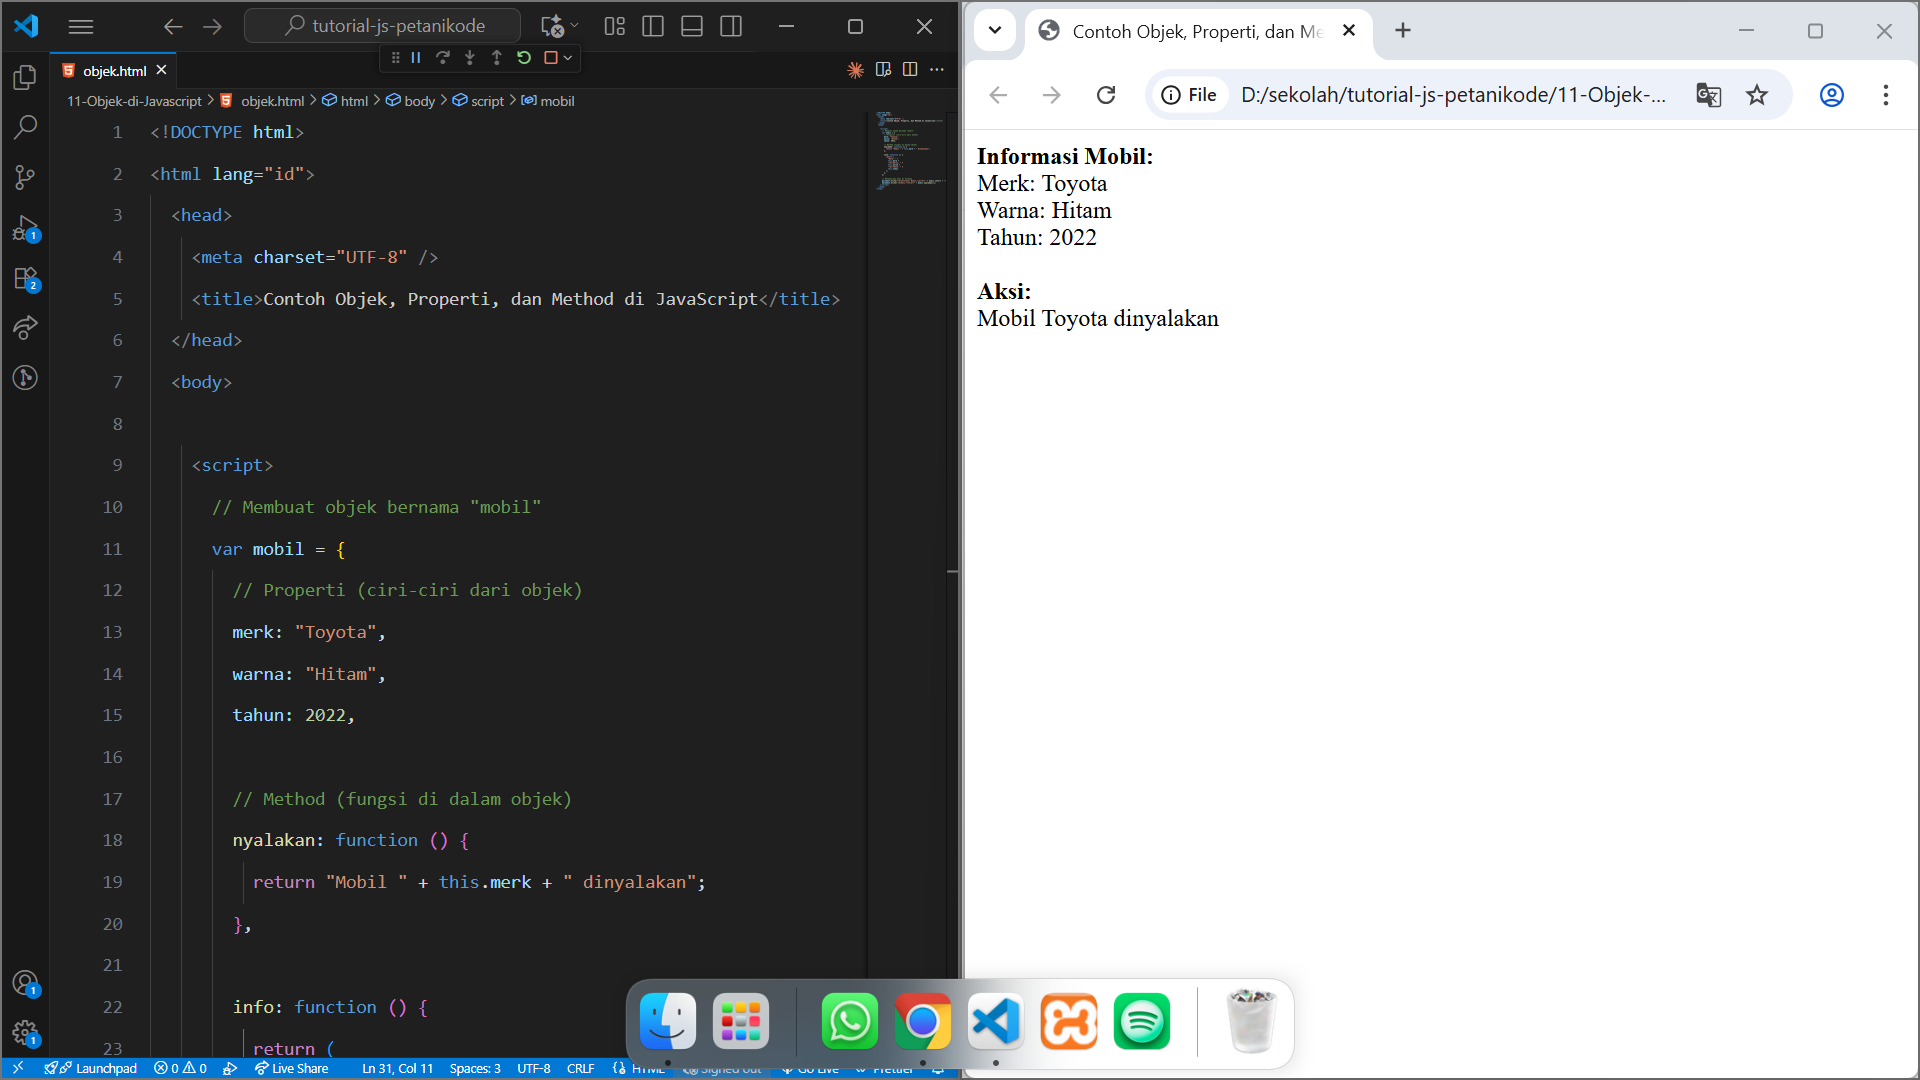 tutorial-js-petanikode
objek.html
11-Objek-di-Javascript > objek.html > html > body > script > mobil
1 <!DOCTYPE html>
2 <html lang="id">
3 <head>
4 <meta charset="UTF-8" />
5 <title>Contoh Objek, Properti, dan Method di JavaScript</title>
6 </head>
7 <body>
8
9 <script>
10 // Membuat objek bernama "mobil"
11 var mobil = {
12 // Properti (ciri-ciri dari objek)
13 merk: "Toyota",
14 warna: "Hitam",
15 tahun: 2022,
16
17 // Method (fungsi di dalam objek)
18 nyalakan: function () {
19 return "Mobil " + this.merk + " dinyalakan";
20 },
21
22 info: function () {
23 return (
1
2
1
1
Launchpad 0 0 Live Share Ln 31, Col 11 Spaces: 3 UTF-8 CRLF {} HTML Signed out Go Live Prettier
Contoh Objek, Properti, dan Me
File D:/sekolah/tutorial-js-petanikode/11-Objek-...
Informasi Mobil:
Merk: Toyota
Warna: Hitam
Tahun: 2022
Aksi:
Mobil Toyota dinyalakan